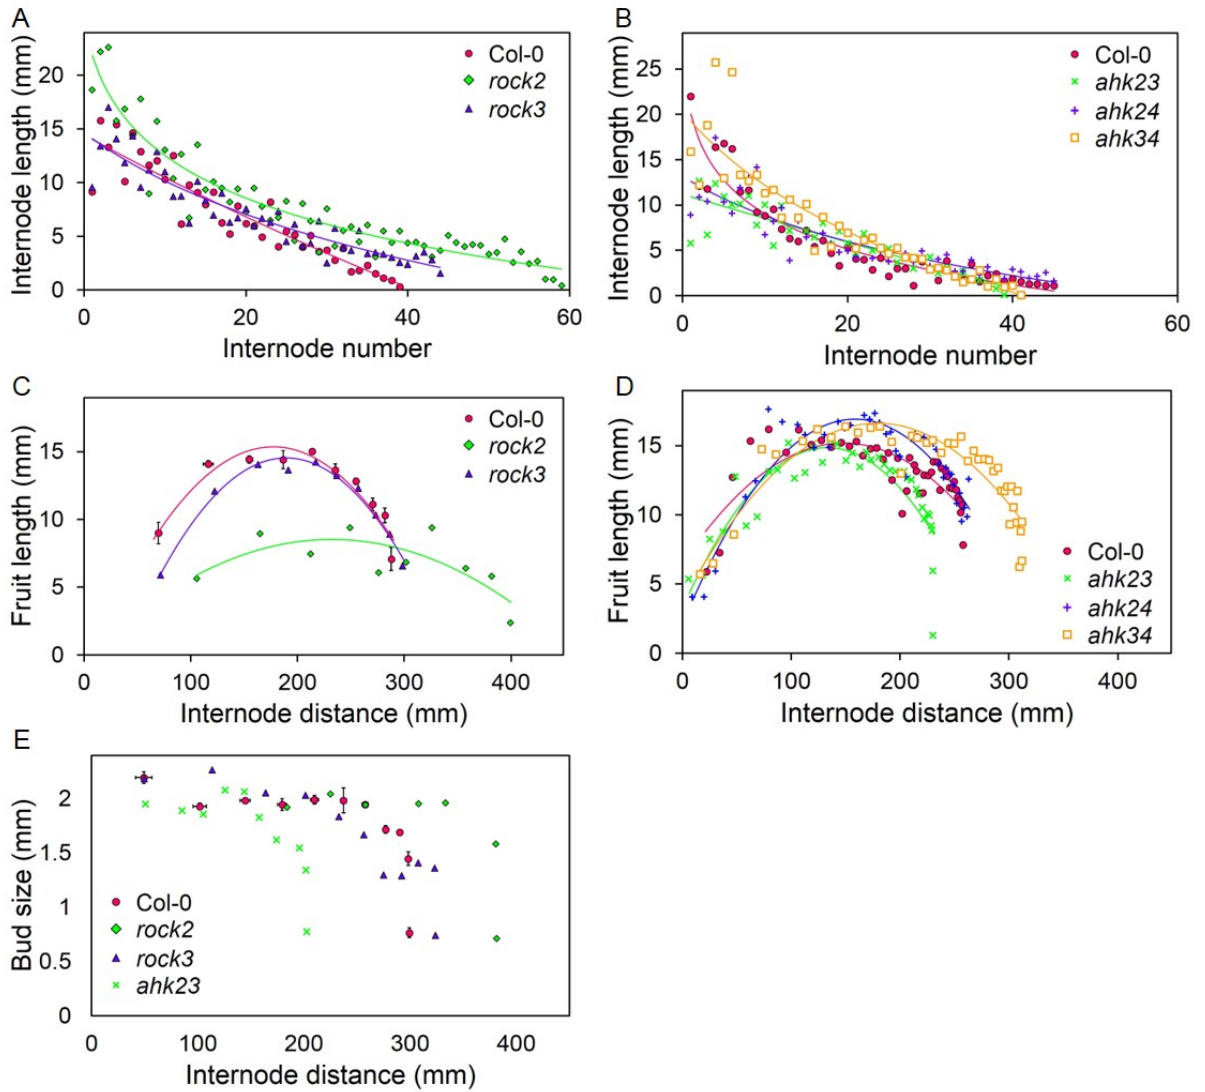 A
Internode length (mm)
20
15
10
5
0
0 20 40 60
Internode number
Col-0
rock2
rock3
B
Internode length (mm)
25
20
15
10
5
0
0 20 40 60
Internode number
Col-0
ahk23
ahk24
ahk34
C
Fruit length (mm)
15
10
5
0
0 100 200 300 400
Internode distance (mm)
Col-0
rock2
rock3
D
Fruit length (mm)
15
10
5
0
0 100 200 300 400
Internode distance (mm)
Col-0
ahk23
ahk24
ahk34
E
Bud size (mm)
2
1.5
1
0.5
0
0 100 200 300 400
Internode distance (mm)
Col-0
rock2
rock3
ahk23